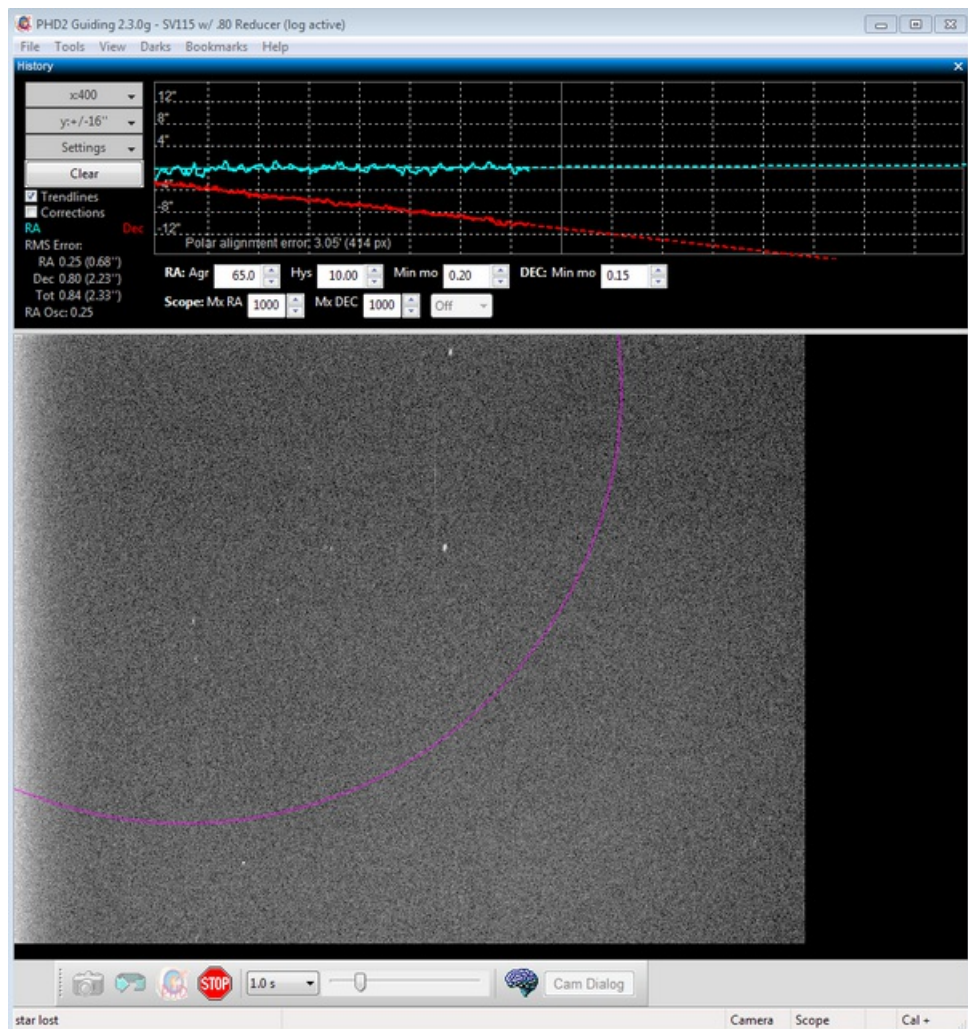 PHD2 Guiding 2.3.0g - SV115 w/ .80 Reducer (log active)
File Tools View Darks Bookmarks Help
History
x:400
y:+/-16"
Settings
Clear
Trendlines
Corrections
RA Dec
RMS Error:
RA 0.25 (0.68")
Dec 0.80 (2.23")
Tot 0.84 (2.33")
RA Osc: 0.25
12"
8"
4"
-4"
-8"
-12"
Polar alignment error: 3.05' (414 px)
RA: Agr 65.0 Hys 10.00 Min mo 0.20 DEC: Min mo 0.15
Scope: Mx RA 1000 Mx DEC 1000 Off
STOP 1.0 s Cam Dialog
star lost Camera Scope Cal +